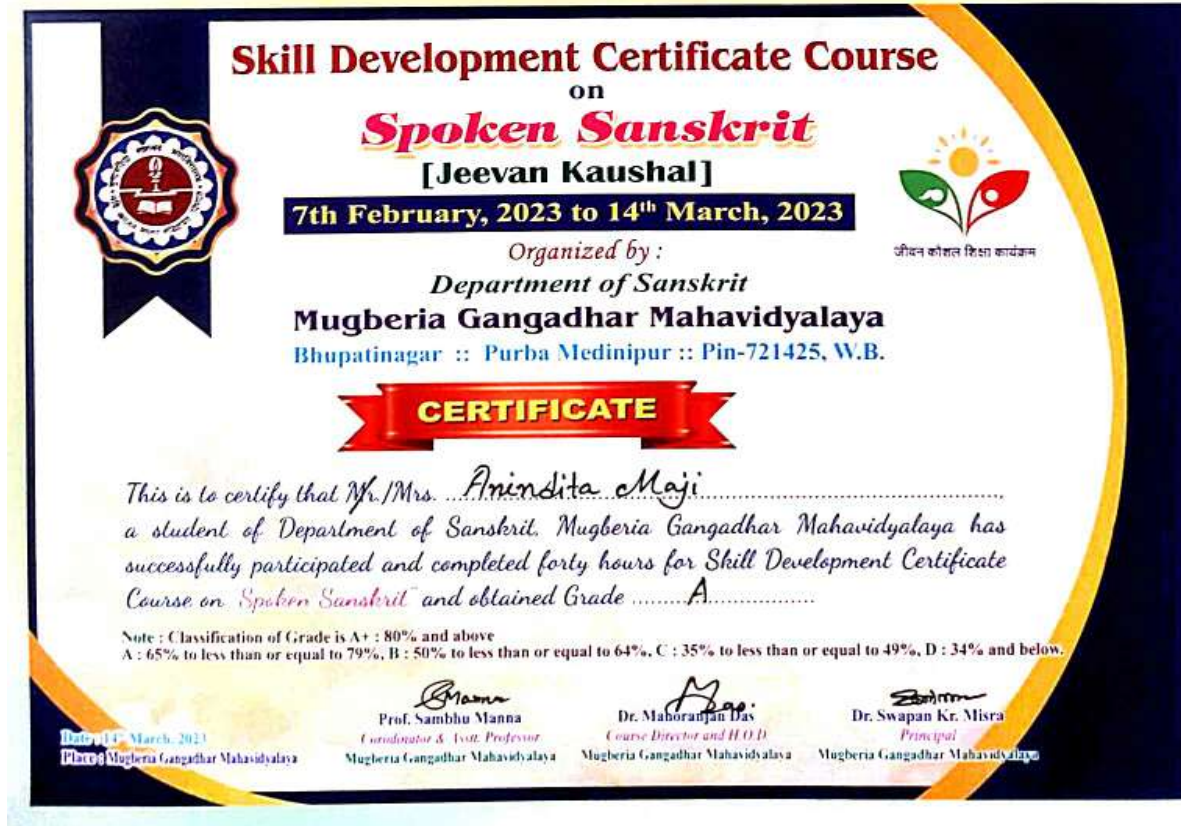 Skill Development Certificate Course
on
Spoken Sanskrit
[Jeevan Kaushal]
7th February, 2023 to 14th March, 2023
Organized by :
Department of Sanskrit
Mugberia Gangadhar Mahavidyalaya
Bhupatinagar :: Purba Medinipur :: Pin-721425, W.B.
जीवन कौशल शिक्षा कार्यक्रम
CERTIFICATE
This is to certify that Mr./Mrs. Anindita Maji
a student of Department of Sanskrit, Mugberia Gangadhar Mahavidyalaya has
successfully participated and completed forty hours for Skill Development Certificate
Course on "Spoken Sanskrit" and obtained Grade A
Note : Classification of Grade is A+ : 80% and above
A : 65% to less than or equal to 79%, B : 50% to less than or equal to 64%, C : 35% to less than or equal to 49%, D : 34% and below.
Prof. Sambhu Manna
Coordinator & Asstt. Professor
Mugberia Gangadhar Mahavidyalaya
Dr. Manoranjan Das
Course Director and H.O.D.
Mugberia Gangadhar Mahavidyalaya
Dr. Swapan Kr. Misra
Principal
Mugberia Gangadhar Mahavidyalaya
Date : 14th March, 2023
Place : Mugberia Gangadhar Mahavidyalaya